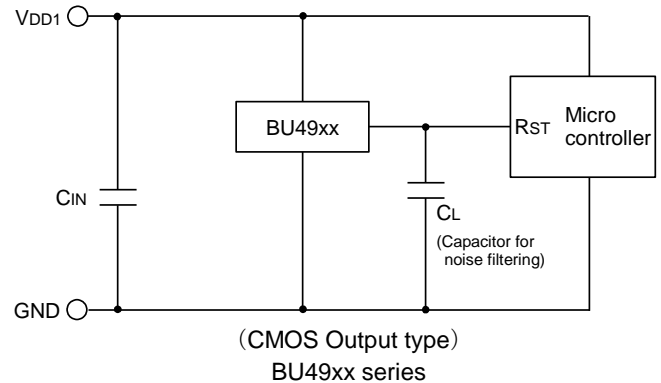 VDD1
BU49xx
RST
Micro
controller
CIN
CL
(Capacitor for
noise filtering)
GND
（CMOS Output type）
BU49xx series